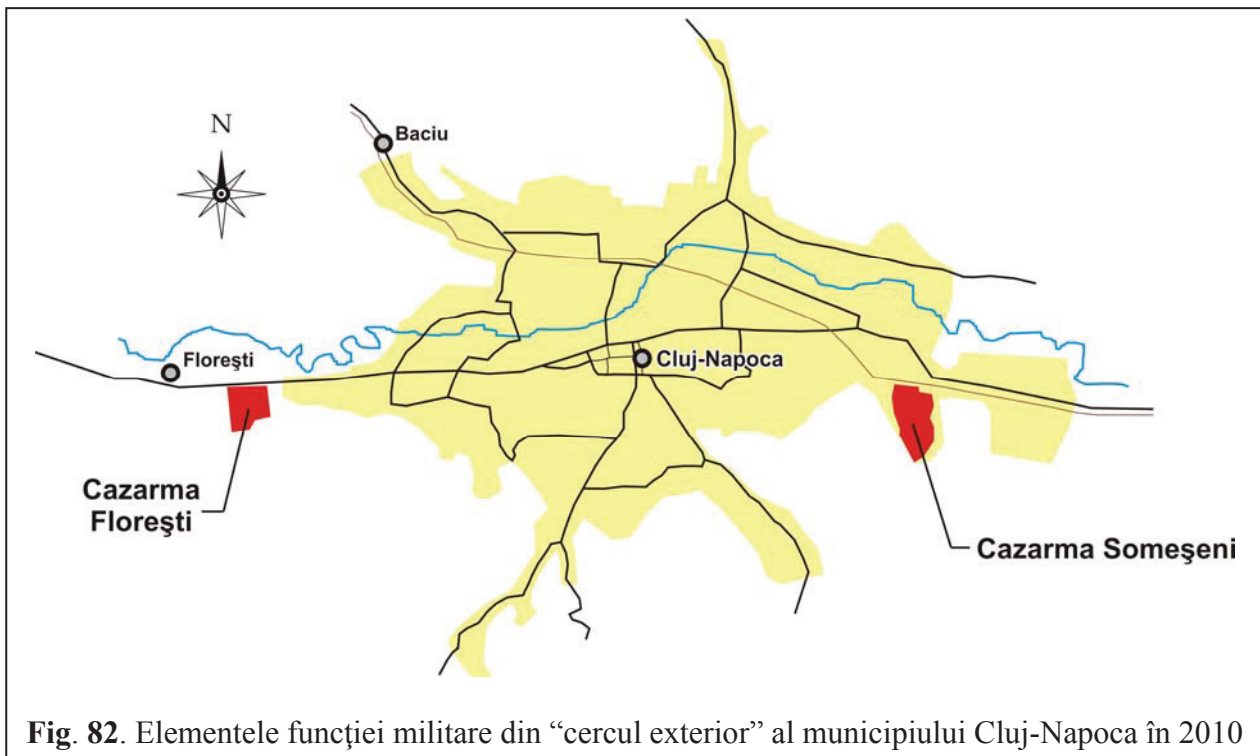 N
Baciu
Floreşti
Cluj-Napoca
Cazarma
Floreşti
Cazarma Someşeni
Fig. 82. Elementele funcţiei militare din “cercul exterior” al municipiului Cluj-Napoca în 2010